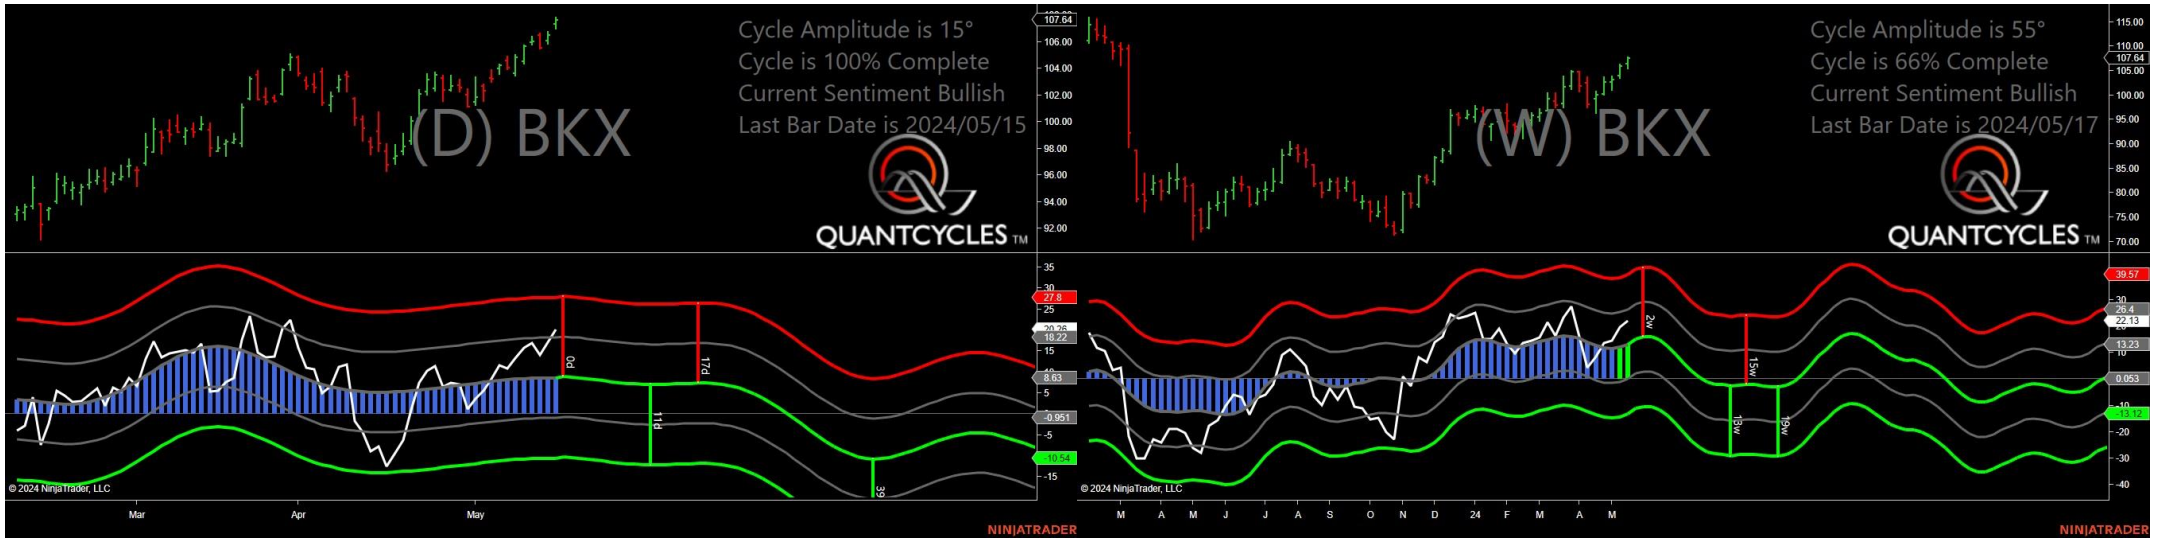 Cycle Amplitude is 15°
Cycle is 100% Complete
Current Sentiment Bullish
Last Bar Date is 2024/05/15
(D) BKX
QUANTCYCLES TM
107.64
106.00
104.00
102.00
100.00
98.00
96.00
94.00
92.00
35
30
27.8
25
20.26
18.22
15
8.63
5
-0.951
-5
-10.54
-15
0d
17d
11d
39
© 2024 NinjaTrader, LLC
Mar Apr May
NINJATRADER
Cycle Amplitude is 55°
Cycle is 66% Complete
Current Sentiment Bullish
Last Bar Date is 2024/05/17
(W) BKX
QUANTCYCLES TM
115.00
110.00
107.64
105.00
100.00
95.00
90.00
85.00
80.00
75.00
70.00
39.57
30
26.4
22.13
13.23
10
0.053
-13.12
-20
-30
-40
2w
15w
13w
19w
© 2024 NinjaTrader, LLC
M A M J J A S O N D 24 F M A M
NINJATRADER